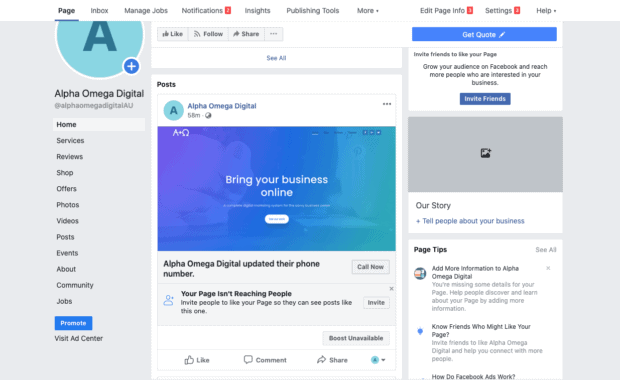 Page Inbox Manage Jobs Notifications 2 Insights Publishing Tools More Edit Page Info Settings Help
A
Like Follow Share ...
Get Quote
See All
Invite friends to like your Page
Grow your audience on Facebook and reach
more people who are interested in your
business.
Invite Friends
Alpha Omega Digital
@alphaomegadigitalAU
Home
Services
Reviews
Shop
Offers
Photos
Videos
Posts
Events
About
Community
Jobs
Promote
Visit Ad Center
Posts
A
Alpha Omega Digital
58m ·
A+Ω
Bring your business
online
Alpha Omega Digital updated their phone
number.
Call Now
Your Page Isn't Reaching People
Invite people to like your Page so they can see posts like
this one.
Invite
Boost Unavailable
Like Comment Share A
Our Story
+ Tell people about your business
Page Tips See All
Add More Information to Alpha
Omega Digital
You're missing some details for your
Page. Help people discover and learn
about your Page by adding more
information.
Know Friends Who Might Like Your
Page?
Invite friends to like Alpha Omega
Digital and help you connect with more
people.
How Do Facebook Ads Work?